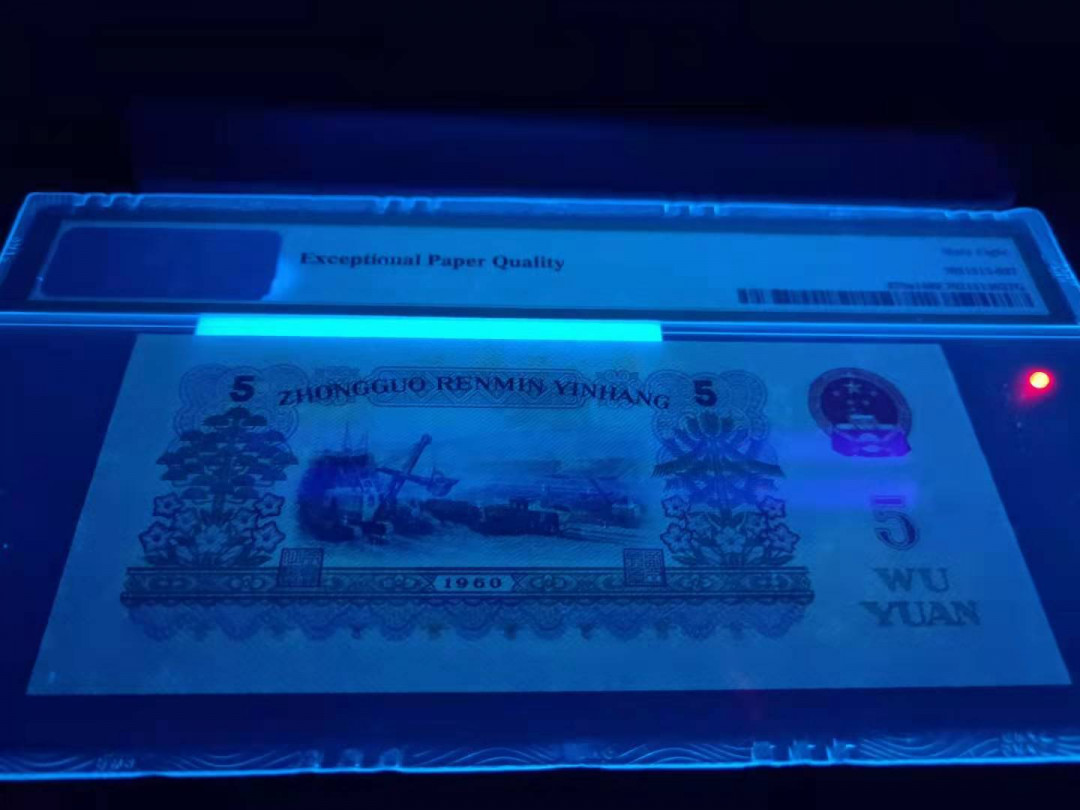 Exceptional Paper Quality
5 ZHONGGUO RENMIN YINHANG 5
5
WU
YUAN
1960